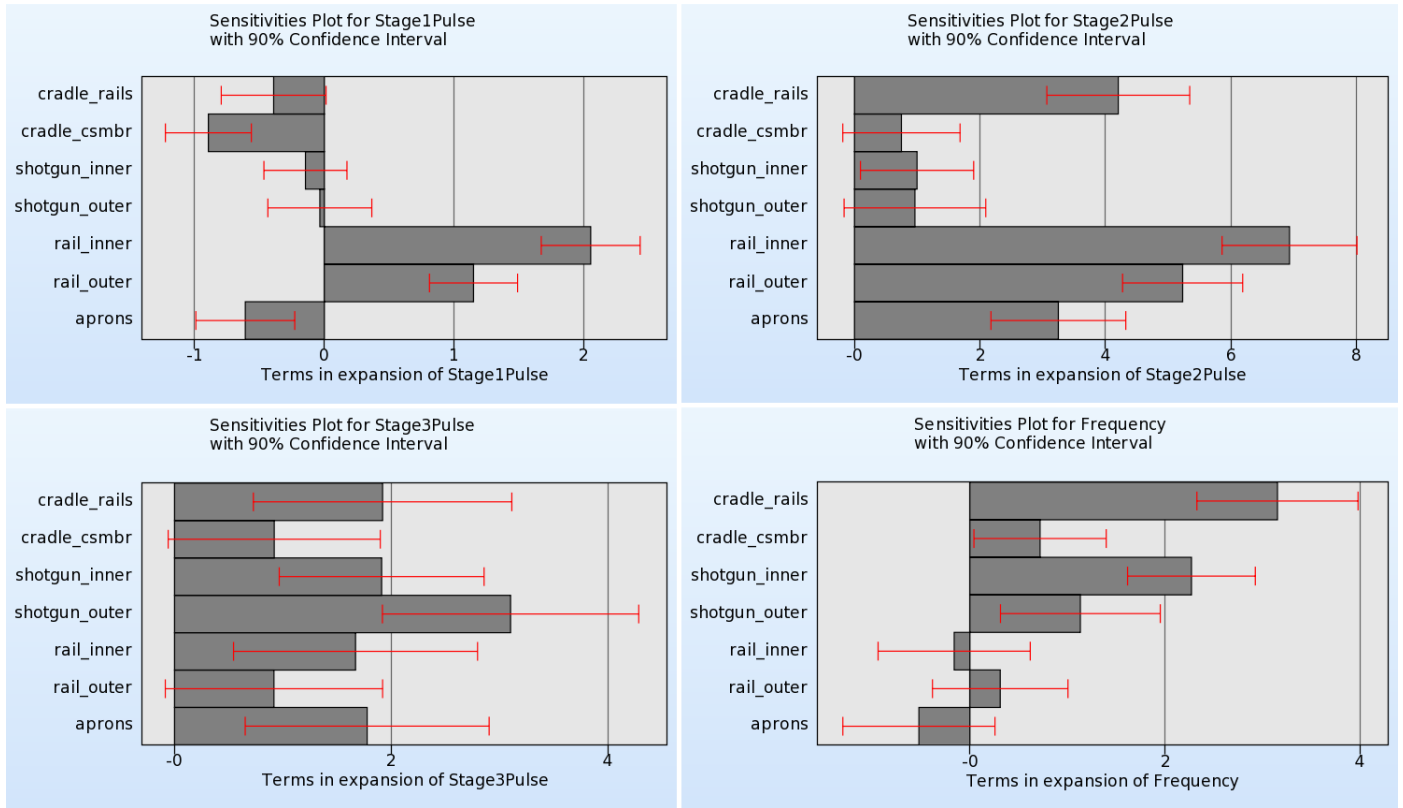 Sensitivities Plot for Stage1Pulse
with 90% Confidence Interval
cradle_rails
cradle_csmbr
shotgun_inner
shotgun_outer
rail_inner
rail_outer
aprons
-1 0 1 2
Terms in expansion of Stage1Pulse
Sensitivities Plot for Stage2Pulse
with 90% Confidence Interval
cradle_rails
cradle_csmbr
shotgun_inner
shotgun_outer
rail_inner
rail_outer
aprons
-0 2 4 6 8
Terms in expansion of Stage2Pulse
Sensitivities Plot for Stage3Pulse
with 90% Confidence Interval
cradle_rails
cradle_csmbr
shotgun_inner
shotgun_outer
rail_inner
rail_outer
aprons
-0 2 4
Terms in expansion of Stage3Pulse
Sensitivities Plot for Frequency
with 90% Confidence Interval
cradle_rails
cradle_csmbr
shotgun_inner
shotgun_outer
rail_inner
rail_outer
aprons
-0 2 4
Terms in expansion of Frequency